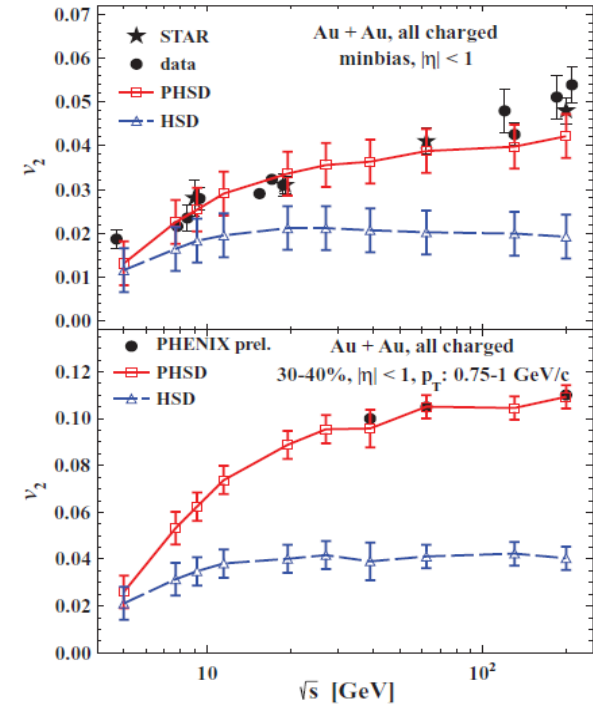 0.07
0.06
0.05
0.04
0.03
0.02
0.01
0.00
v₂
STAR
data
PHSD
HSD
Au + Au, all charged
minbias, |η| < 1
0.12
0.10
0.08
0.06
0.04
0.02
0.00
v₂
PHENIX prel.
PHSD
HSD
Au + Au, all charged
30-40%, |η| < 1, p_T: 0.75-1 GeV/c
10
10²
√s [GeV]